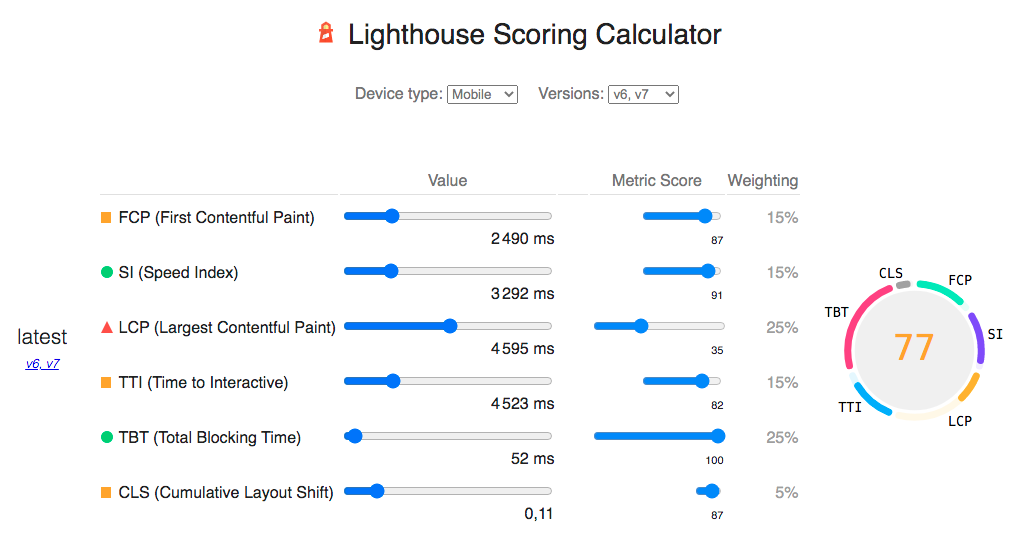 Lighthouse Scoring Calculator
Device type: Mobile Versions: v6, v7
Value Metric Score Weighting
FCP (First Contentful Paint) 15%
2 490 ms 87
SI (Speed Index) 15%
3 292 ms 91
LCP (Largest Contentful Paint) 25%
4 595 ms 35
TTI (Time to Interactive) 15%
4 523 ms 82
TBT (Total Blocking Time) 25%
52 ms 100
CLS (Cumulative Layout Shift) 5%
0,11 87
latest
v6, v7
CLS
FCP
TBT
SI
77
TTI
LCP